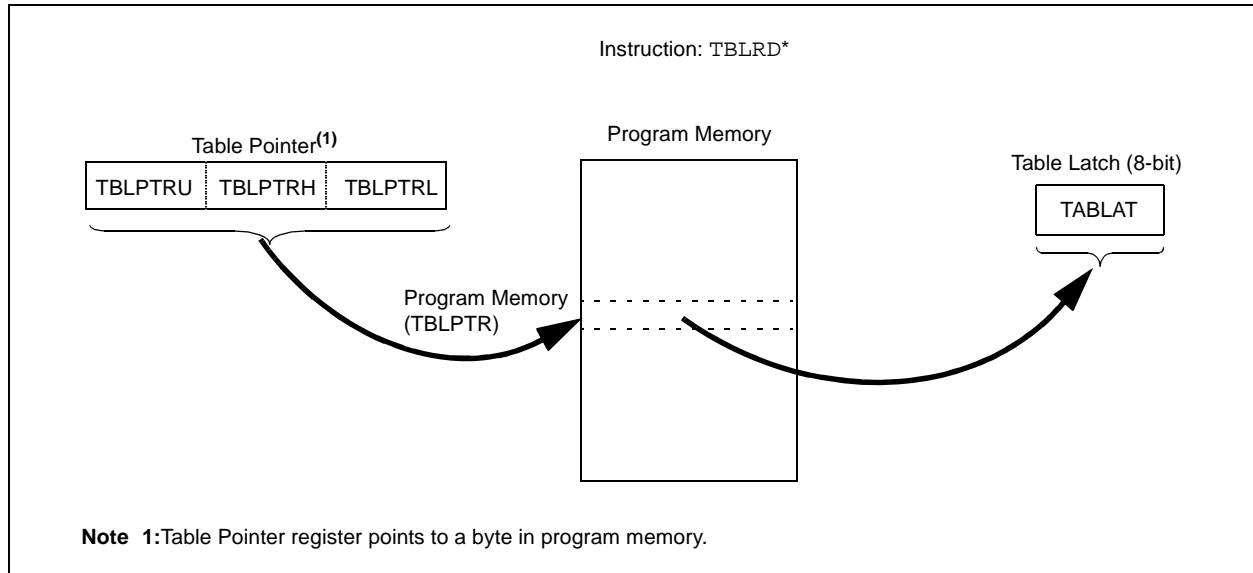 Instruction: TBLRD*
Table Pointer(1)
TBLPTRU TBLPTRH TBLPTRL
Program Memory
Table Latch (8-bit)
TABLAT
Program Memory
(TBLPTR)
Note 1:Table Pointer register points to a byte in program memory.